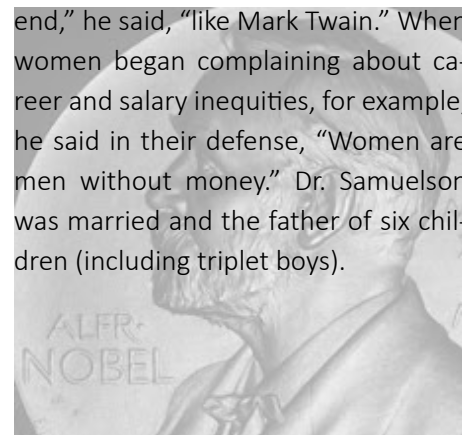 end,” he said, “like Mark Twain.” When
women began complaining about ca-
reer and salary inequities, for example,
he said in their defense, “Women are
men without money.” Dr. Samuelson
was married and the father of six chil-
dren (including triplet boys).
ALFR·
NOBEL